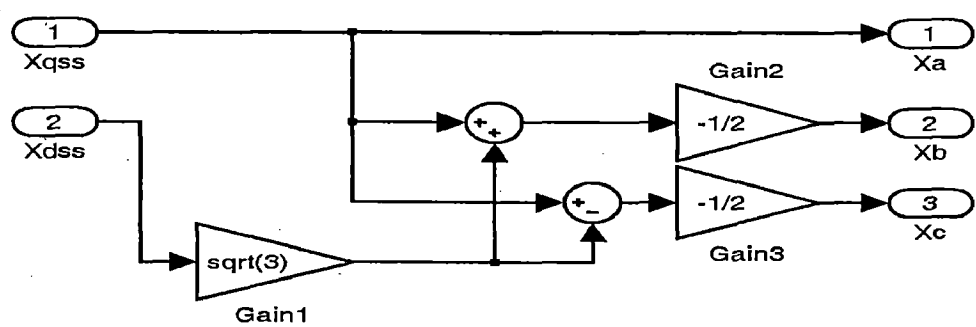 1
Xqss
1
Xa
Gain2
2
Xdss
+
+
-1/2
2
Xb
+
-
-1/2
3
Xc
sqrt(3)
Gain3
Gain1